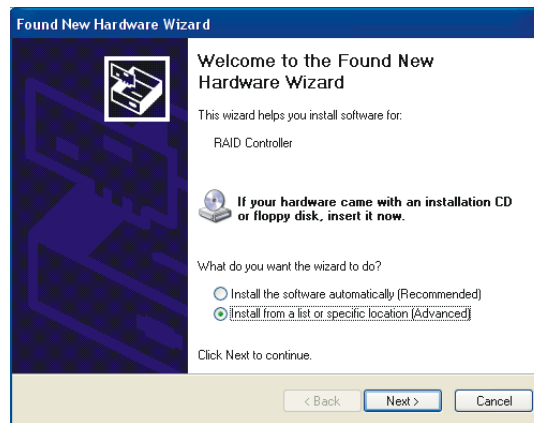 Found New Hardware Wizard
Welcome to the Found New
Hardware Wizard
This wizard helps you install software for:
RAID Controller
If your hardware came with an installation CD
or floppy disk, insert it now.
What do you want the wizard to do?
Install the software automatically (Recommended)
Install from a list or specific location (Advanced)
Click Next to continue.
< Back Next > Cancel